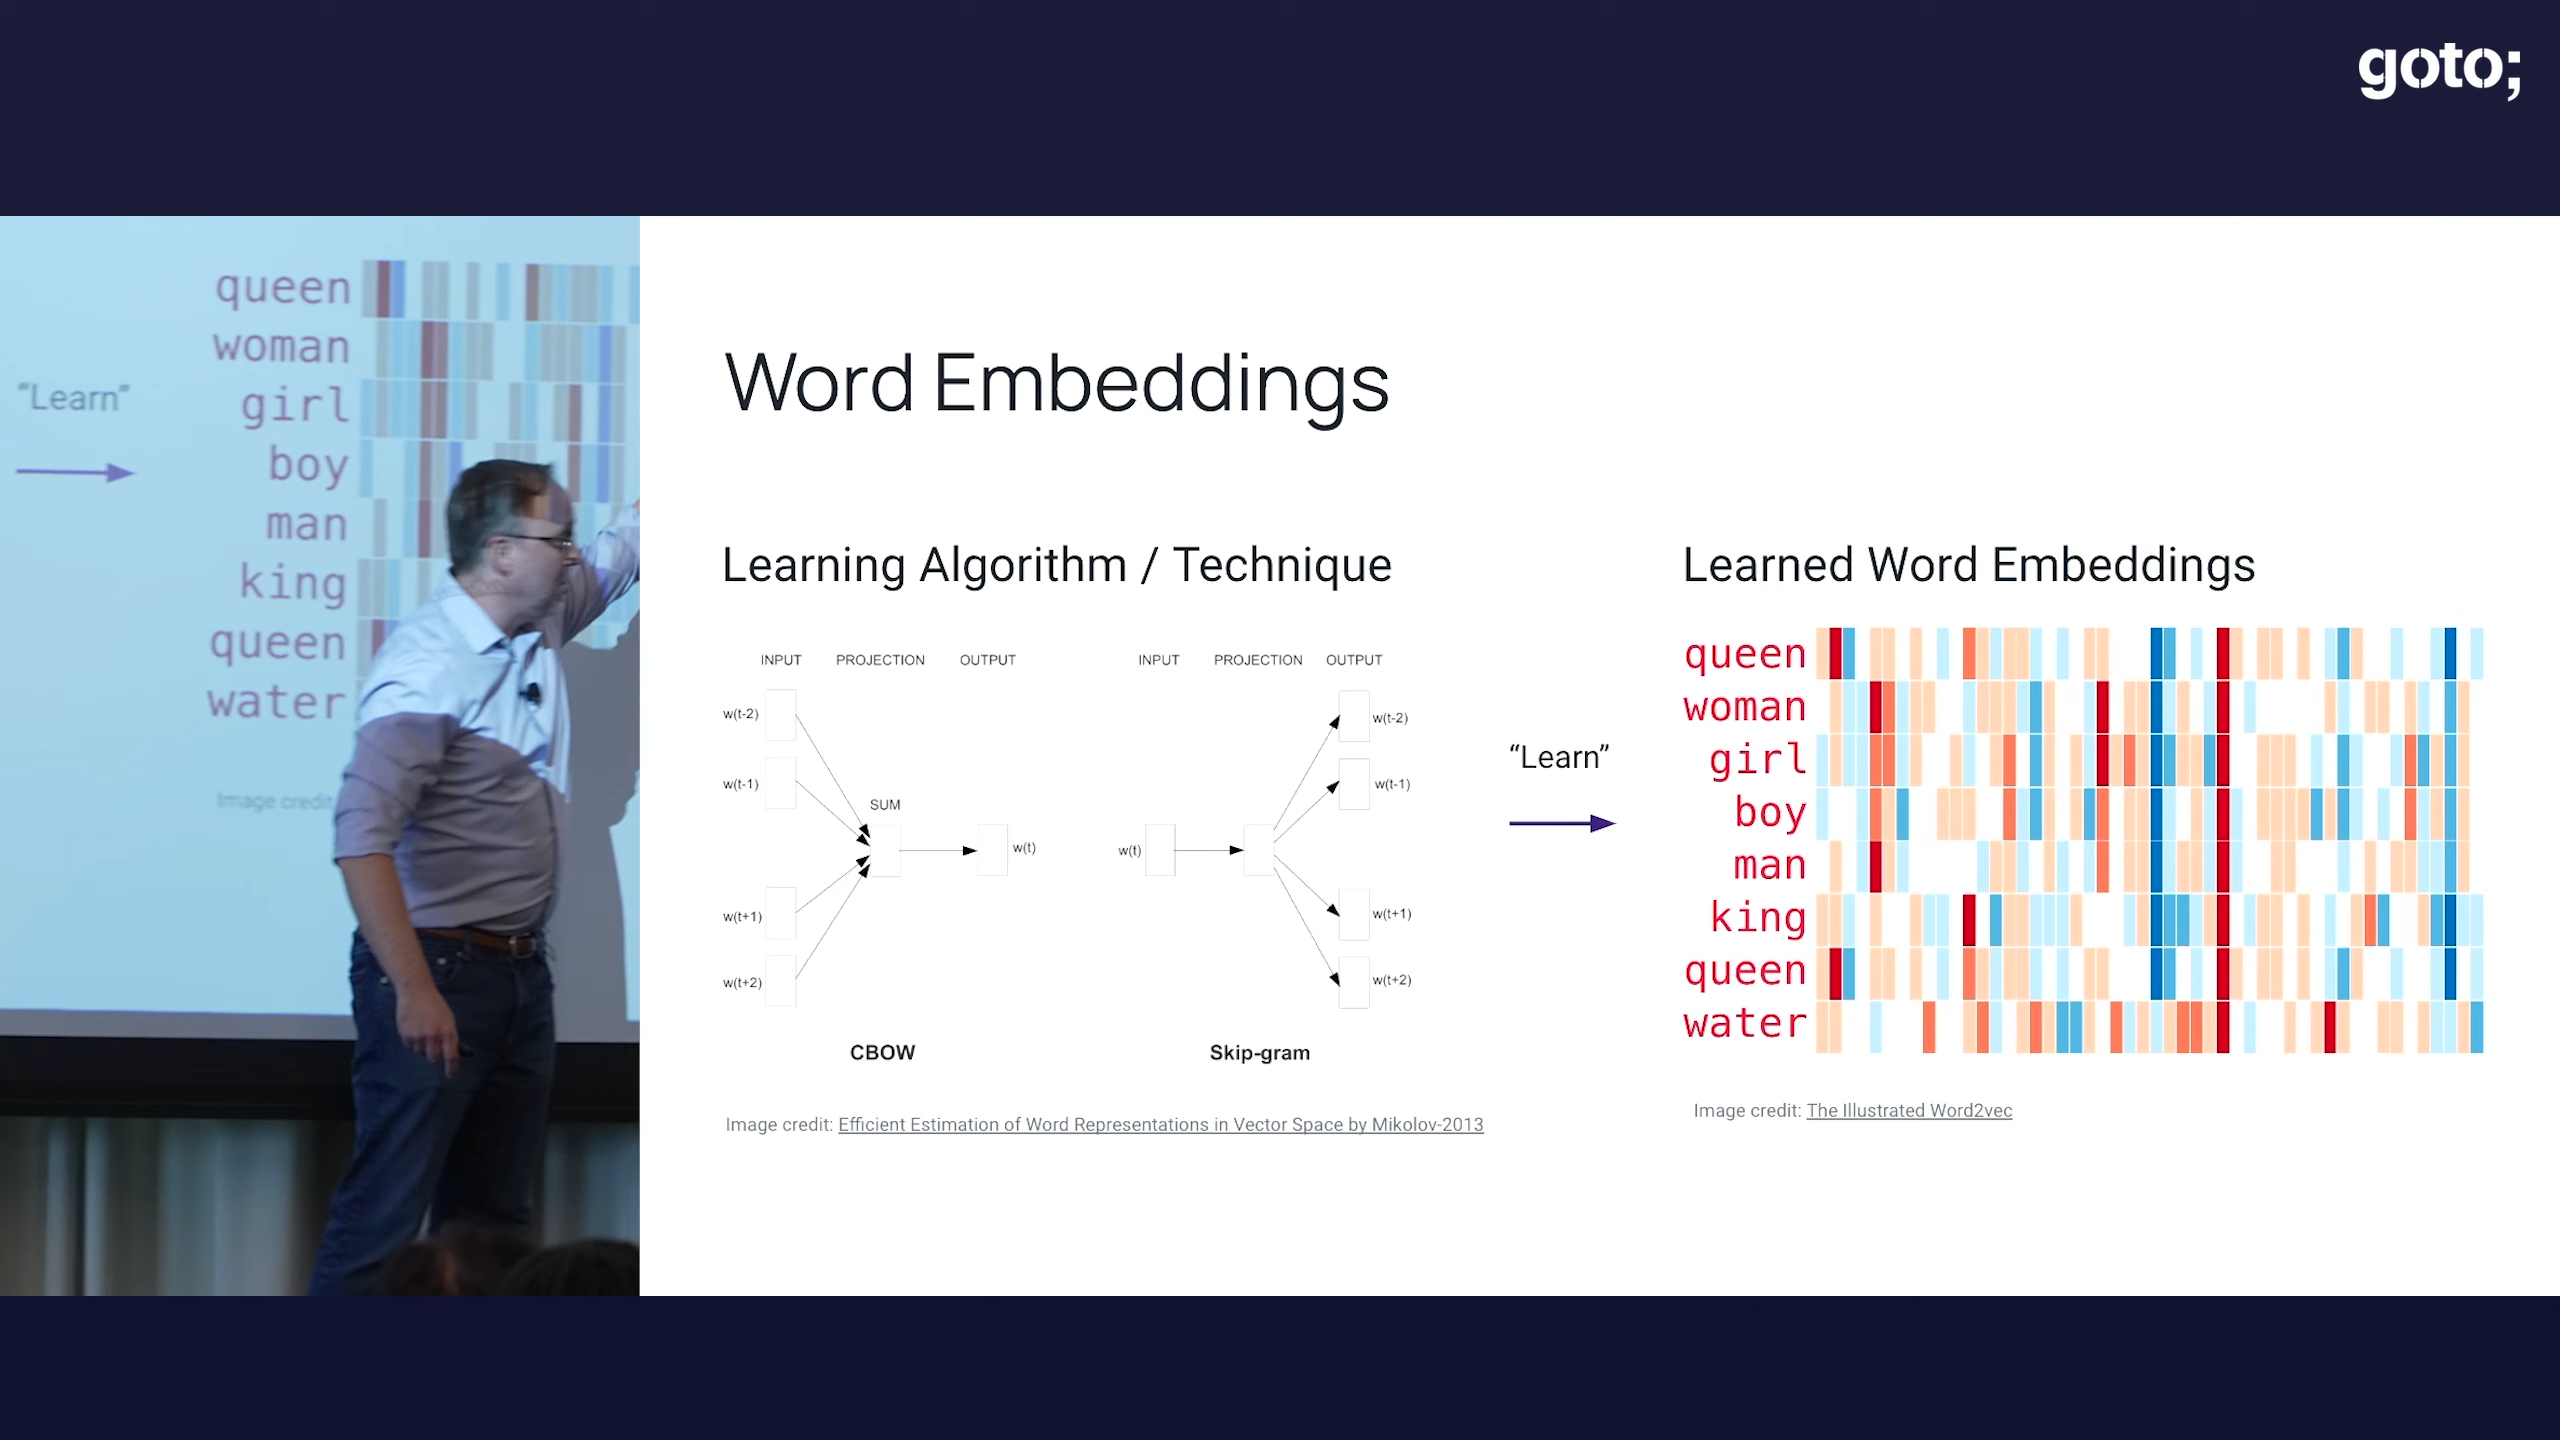 goto;
"Learn"
queen
woman
girl
boy
man
king
queen
water
Image credit
Word Embeddings
Learning Algorithm / Technique
INPUT PROJECTION OUTPUT
w(t-2)
w(t-1)
SUM
w(t)
w(t+1)
w(t+2)
CBOW
INPUT PROJECTION OUTPUT
w(t-2)
w(t-1)
w(t)
w(t+1)
w(t+2)
Skip-gram
Image credit: Efficient Estimation of Word Representations in Vector Space by Mikolov-2013
“Learn”
Learned Word Embeddings
queen
woman
girl
boy
man
king
queen
water
Image credit: The Illustrated Word2vec